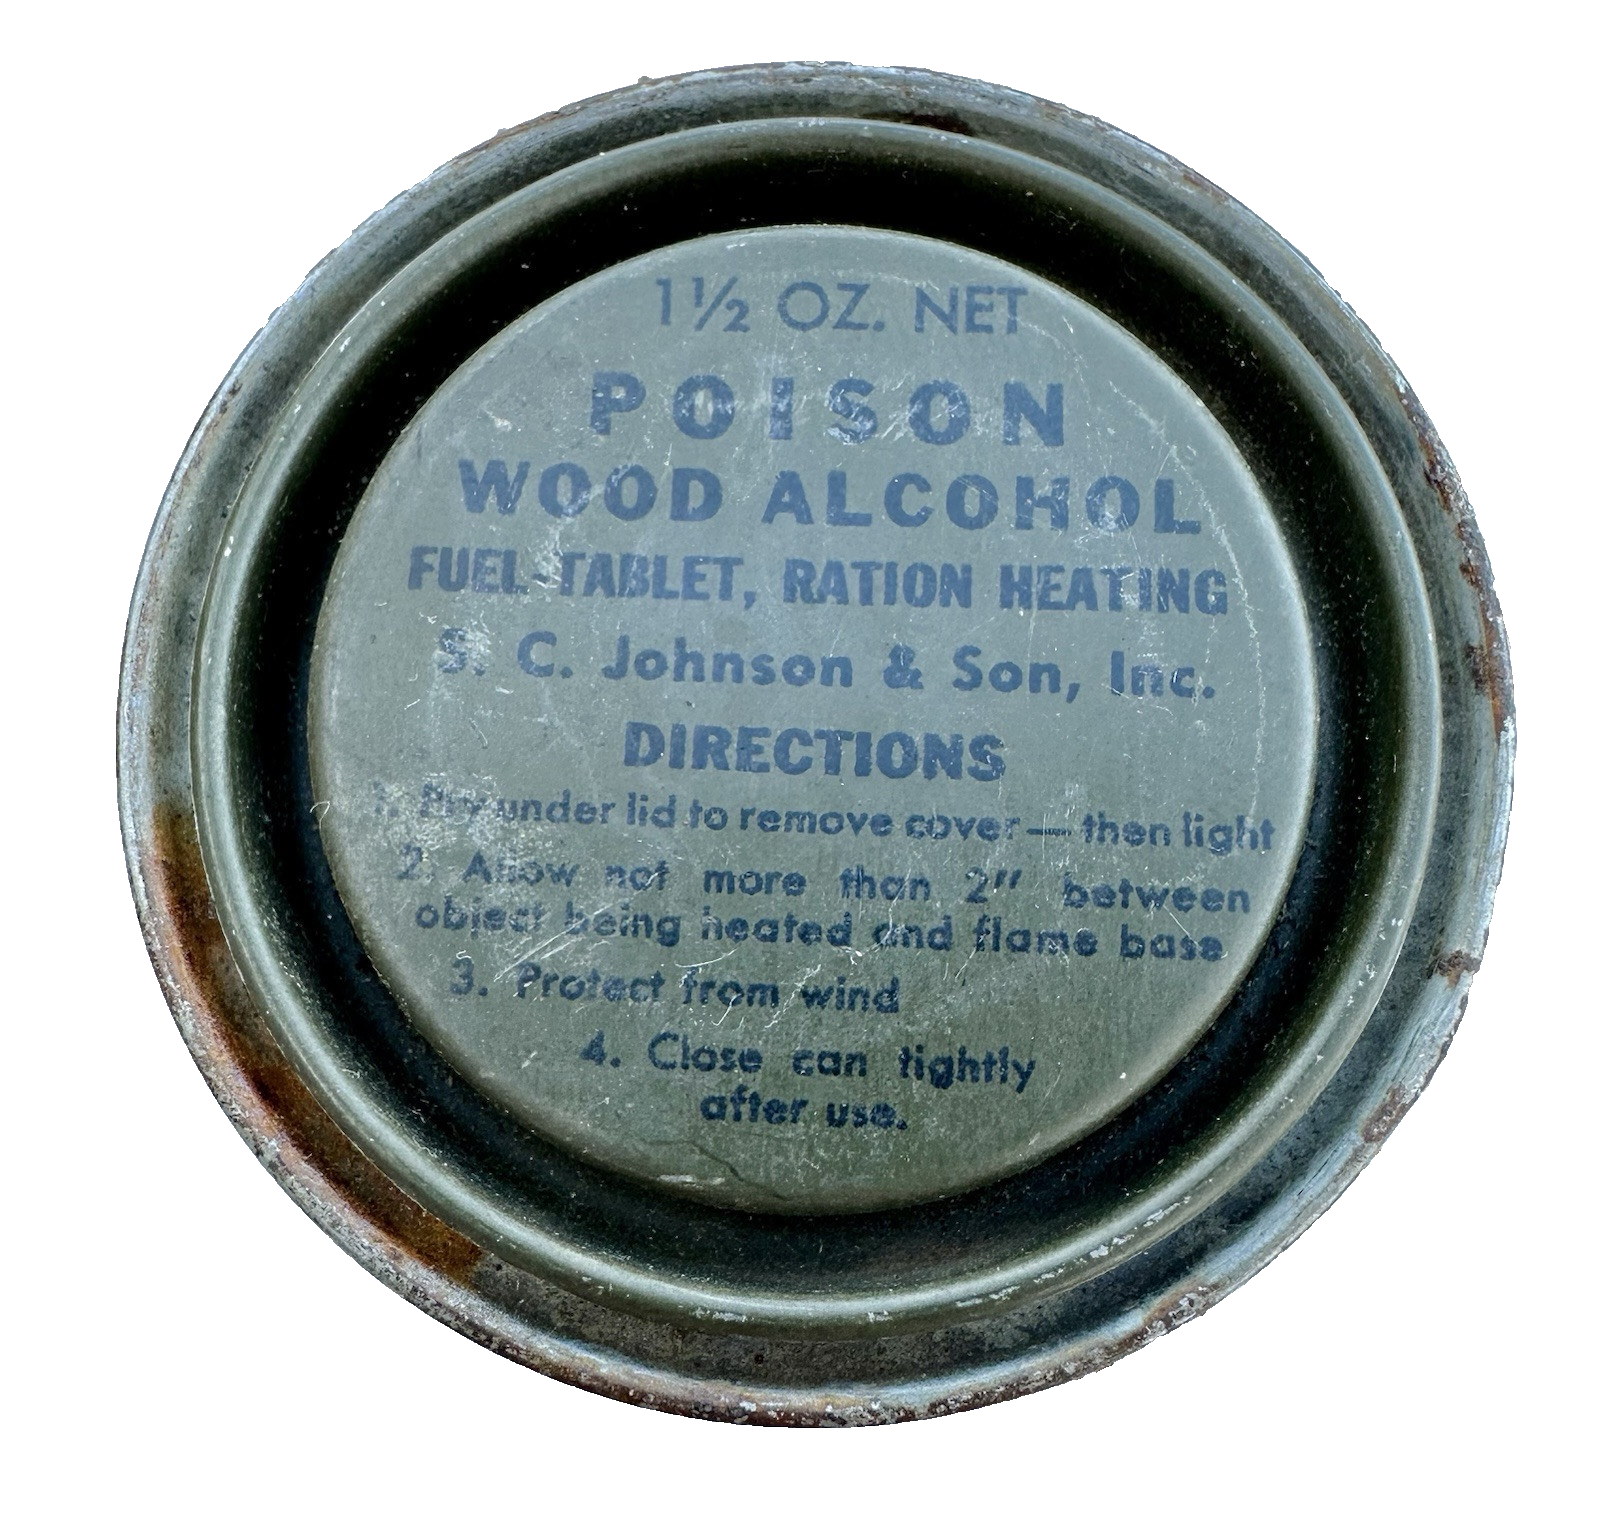 1½ OZ. NET
POISON
WOOD ALCOHOL
FUEL TABLET, RATION HEATING
S. C. Johnson & Son, Inc.
DIRECTIONS
1. Pry under lid to remove cover — then light
2. Allow not more than 2" between
object being heated and flame base
3. Protect from wind
4. Close can tightly
after use.